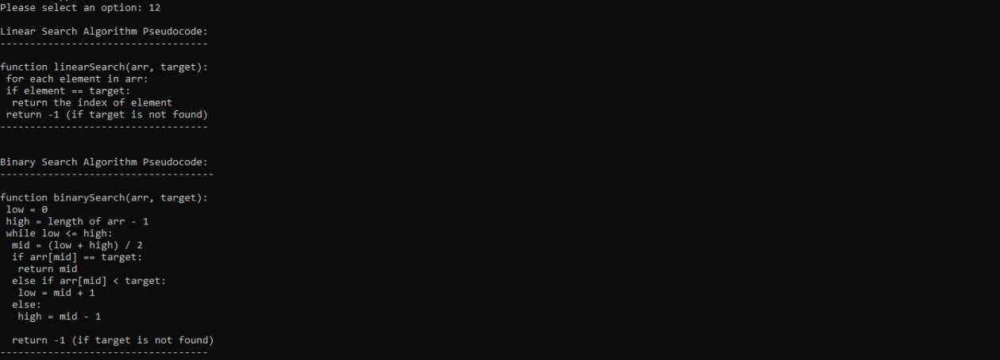 Please select an option: 12
Linear Search Algorithm Pseudocode:
-----------------------------------
function linearSearch(arr, target):
 for each element in arr:
 if element == target:
  return the index of element
 return -1 (if target is not found)
-----------------------------------
Binary Search Algorithm Pseudocode:
------------------------------------
function binarySearch(arr, target):
 low = 0
 high = length of arr - 1
 while low <= high:
  mid = (low + high) / 2
  if arr[mid] == target:
   return mid
  else if arr[mid] < target:
   low = mid + 1
  else:
   high = mid - 1
  return -1 (if target is not found)
-----------------------------------